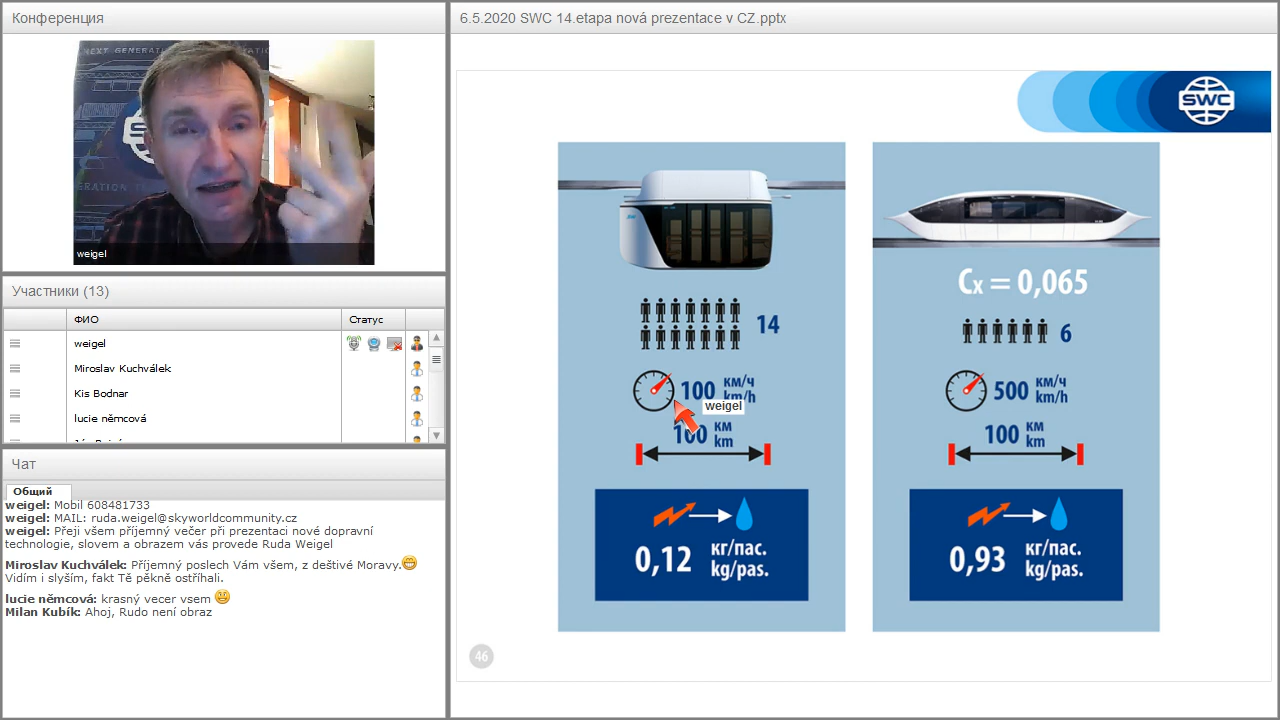 Конференция
NEXT GENERATION
SWC
weigel
Участники (13)
ФИО
Статус
weigel
Miroslav Kuchválek
Kis Bodnar
lucie němcová
Чат
Общий
weigel: Mobil 608481733
weigel: MAIL: ruda.weigel@skyworldcommunity.cz
weigel: Přeji všem příjemný večer při prezentaci nové dopravní
technologie, slovem a obrazem vás provede Ruda Weigel
Miroslav Kuchválek: Příjemný poslech Vám všem, z deštivé Moravy.
Vidím i slyším, fakt Tě pěkně ostříhali.
lucie němcová: krasný vecer vsem
Milan Kubík: Ahoj, Rudo není obraz
6.5.2020 SWC 14.etapa nová prezentace v CZ.pptx
SWC
14
100 км/ч
km/h
weigel
100 км
km
0,12 кг/пас.
kg/pas.
Cx = 0,065
6
500 км/ч
km/h
100 км
km
0,93 кг/пас.
kg/pas.
46